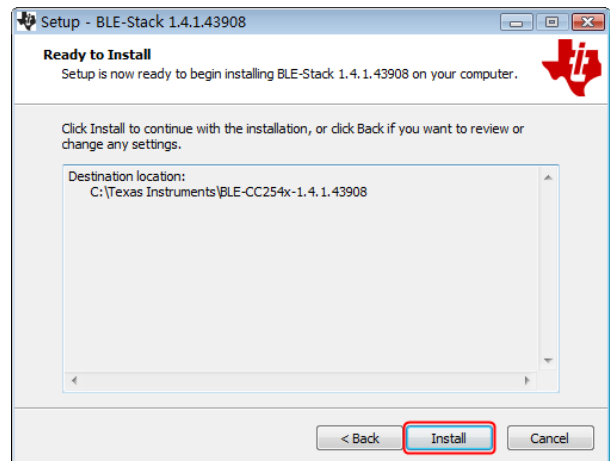 Setup - BLE-Stack 1.4.1.43908
Ready to Install
Setup is now ready to begin installing BLE-Stack 1.4.1.43908 on your computer.
Click Install to continue with the installation, or click Back if you want to review or
change any settings.
Destination location:
C:\Texas Instruments\BLE-CC254x-1.4.1.43908
< Back Install Cancel